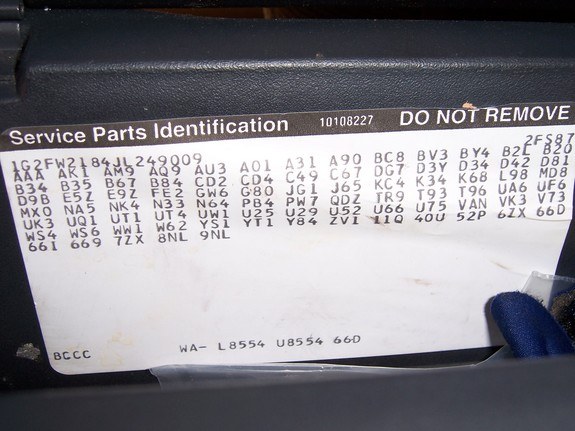 Service Parts Identification 10108227 DO NOT REMOVE
1G2FW2184JL249009 2FS87
AAA AK1 AM9 AQ9 AU3 A01 A31 A90 BC8 BV3 BY4 B2L B20
B34 B35 B67 B84 CD2 CD4 C49 C67 DG7 D3Y D34 D42 D81
D9B E5Z E9Z FE2 GW6 G80 JG1 J65 KC4 K34 K68 L98 MD8
MX0 NA5 NK4 N33 N64 PB4 PW7 QDZ TR9 T93 T96 UA6 UF6
UK3 UQ1 UT1 UT4 UW1 U25 U29 U52 U66 U75 VAN VK3 V73
WS4 WS6 WW1 W62 YS1 YT1 Y84 ZV1 11Q 40U 52P 6ZX 66D
661 669 7ZX 8NL 9NL
BCCC WA- L8554 U8554 66D